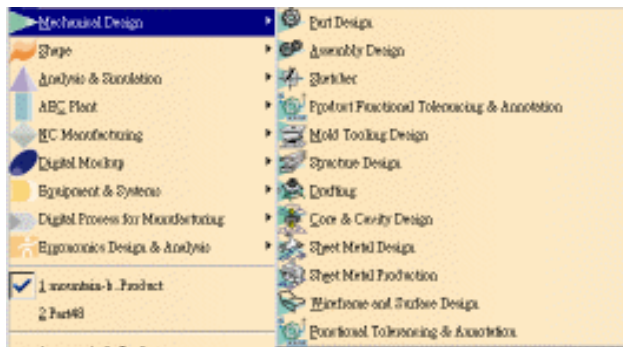 Mechanical Design
Shape
Analysis & Simulation
AEC Plant
NC Manufacturing
Digital Mockup
Equipment & Systems
Digital Process for Manufacturing
Ergonomics Design & Analysis
1 mountain-b..Product
2 Part48
Part Design
Assembly Design
Sketcher
Product Functional Tolerancing & Annotation
Mold Tooling Design
Structure Design
Drafting
Core & Cavity Design
Sheet Metal Design
Sheet Metal Production
Wireframe and Surface Design
Functional Tolerancing & Annotation